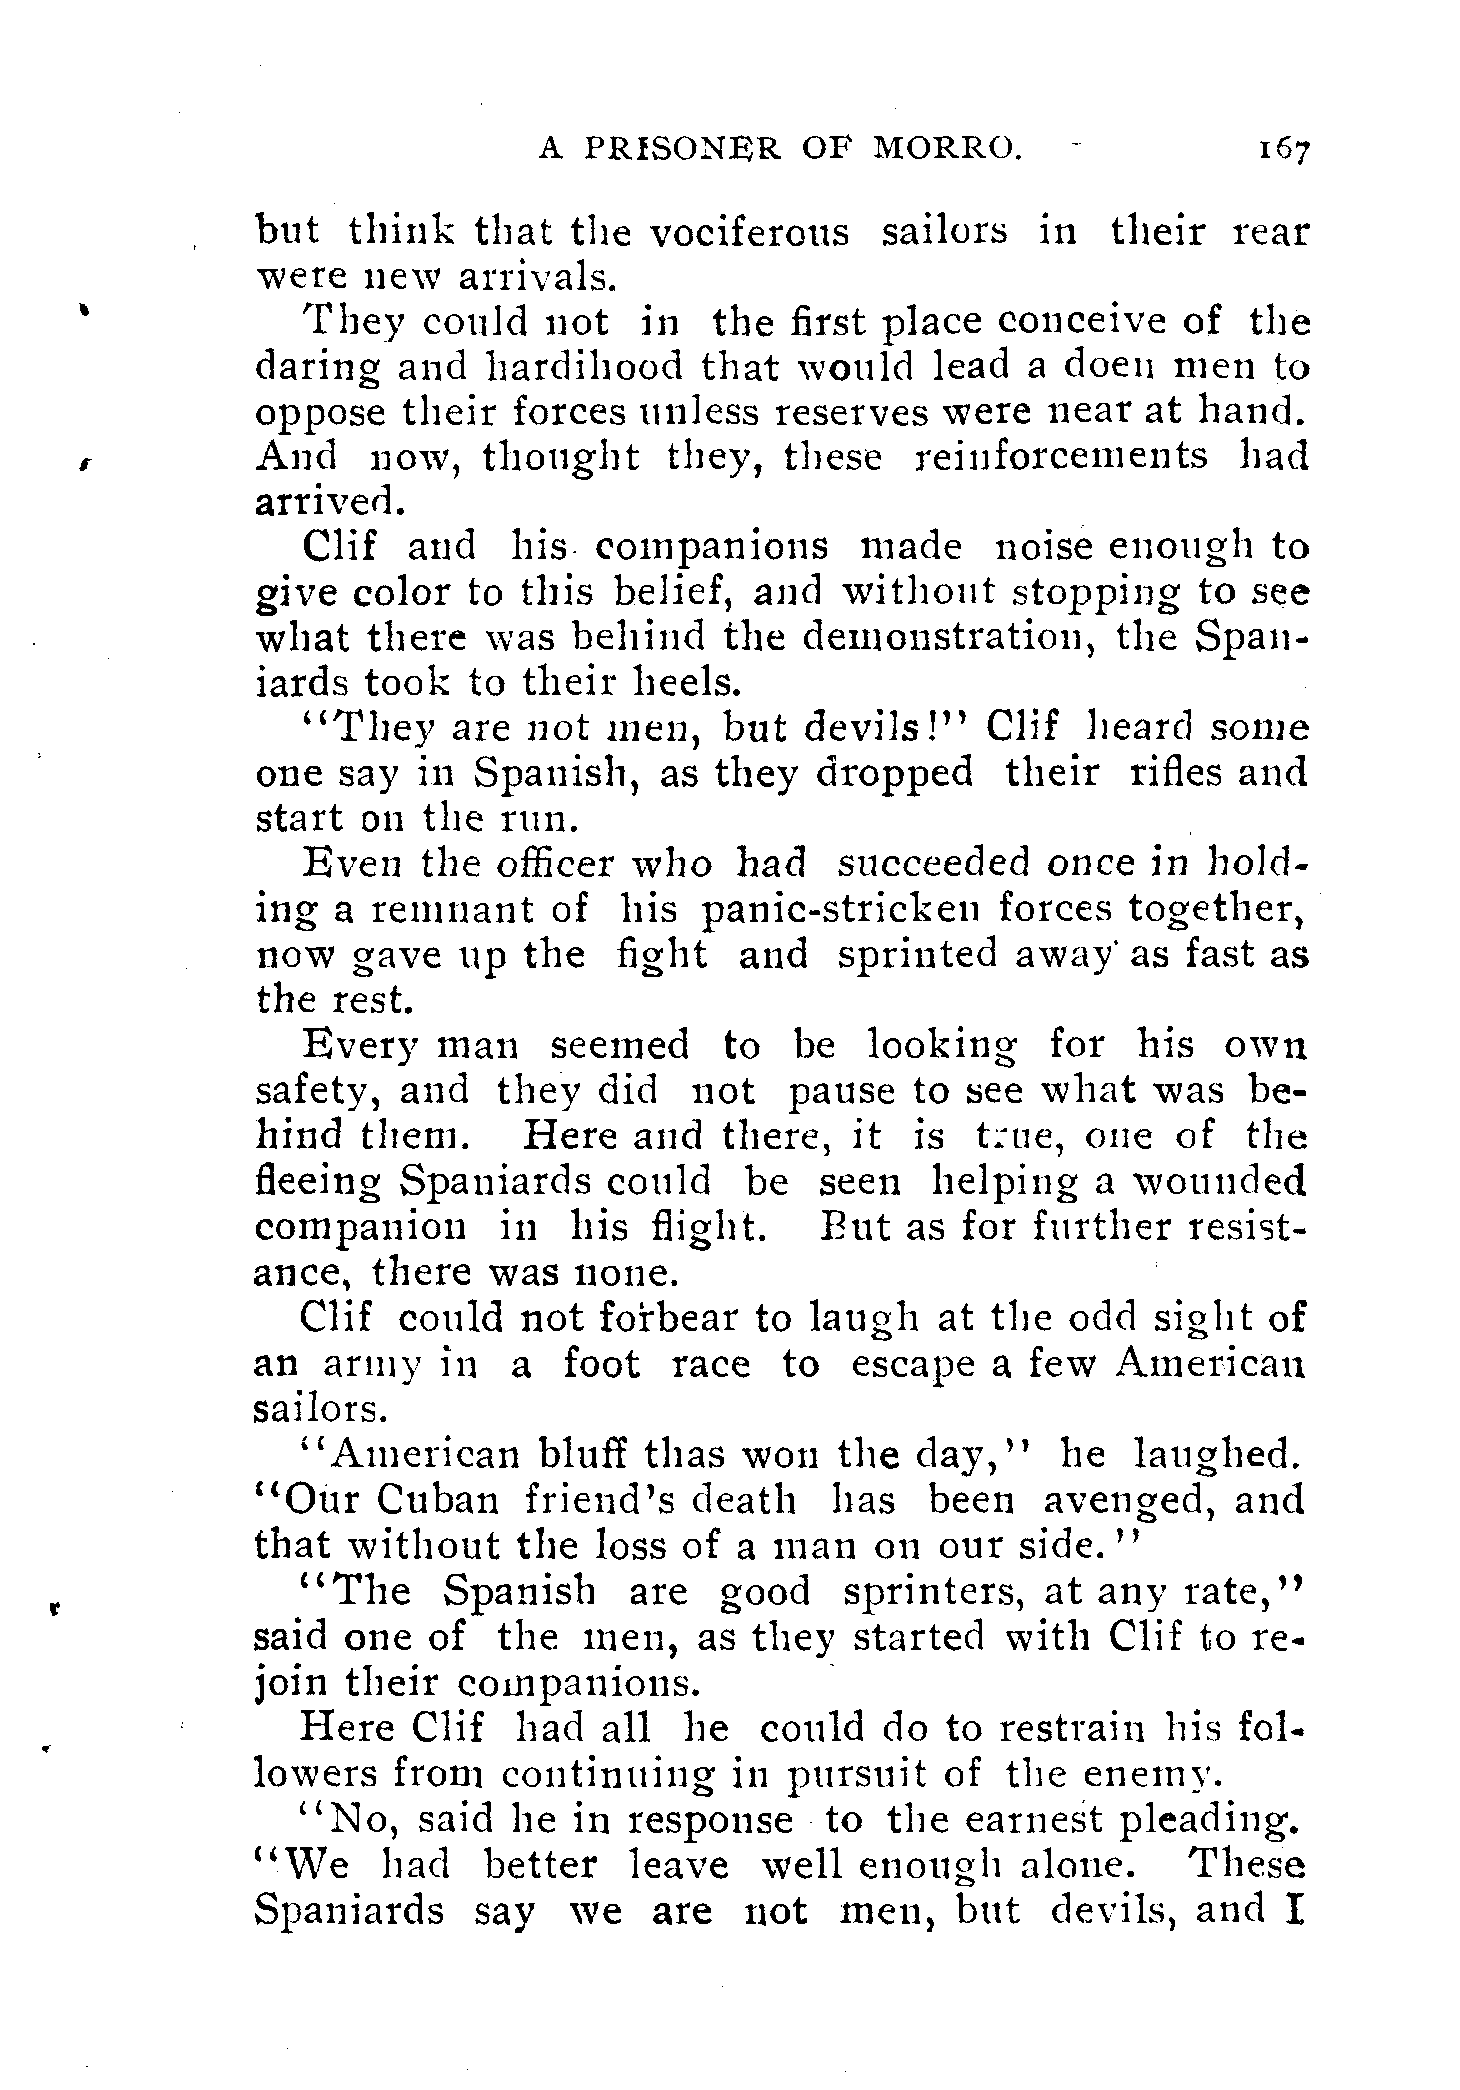 A PRISONER OF MORRO. 167
but think that the vociferous sailors in their rear
were new arrivals.
They could not in the first place conceive of the
daring and hardihood that would lead a doen men to
oppose their forces unless reserves were near at hand.
And now, thought they, these reinforcements had
arrived.
Clif and his companions made noise enough to
give color to this belief, and without stopping to see
what there was behind the demonstration, the Span-
iards took to their heels.
"They are not men, but devils!" Clif heard some
one say in Spanish, as they dropped their rifles and
start on the run.
Even the officer who had succeeded once in hold-
ing a remnant of his panic-stricken forces together,
now gave up the fight and sprinted away as fast as
the rest.
Every man seemed to be looking for his own
safety, and they did not pause to see what was be-
hind them. Here and there, it is true, one of the
fleeing Spaniards could be seen helping a wounded
companion in his flight. But as for further resist-
ance, there was none.
Clif could not forbear to laugh at the odd sight of
an army in a foot race to escape a few American
sailors.
"American bluff thas won the day," he laughed.
"Our Cuban friend's death has been avenged, and
that without the loss of a man on our side."
"The Spanish are good sprinters, at any rate,"
said one of the men, as they started with Clif to re-
join their companions.
Here Clif had all he could do to restrain his fol-
lowers from continuing in pursuit of the enemy.
"No, said he in response to the earnest pleading.
"We had better leave well enough alone. These
Spaniards say we are not men, but devils, and I